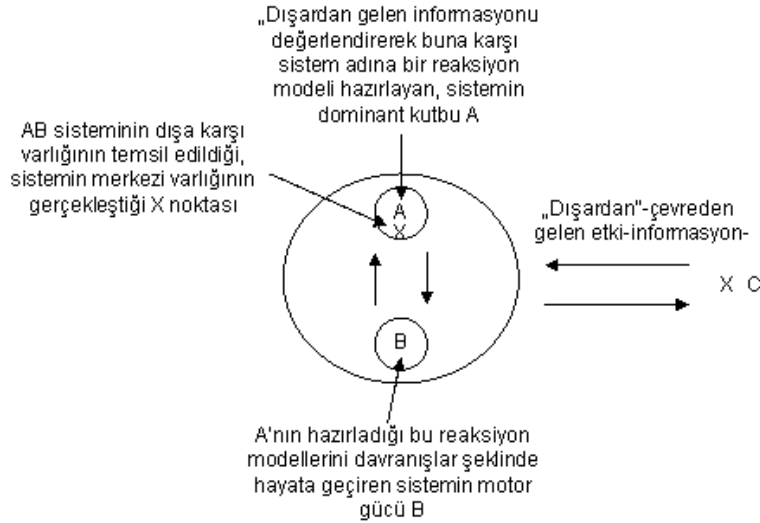 „Dışardan gelen informasyonu
değerlendirerek buna karşı
sistem adına bir reaksiyon
modeli hazırlayan, sistemin
dominant kutbu A
AB sisteminin dışa karşı
varlığının temsil edildiği,
sistemin merkezi varlığının
gerçekleştiği X noktası
A
X
„Dışardan"-çevreden
gelen etki-informasyon-
X C
B
A'nın hazırladığı bu reaksiyon
modellerini davranışlar şeklinde
hayata geçiren sistemin motor
gücü B